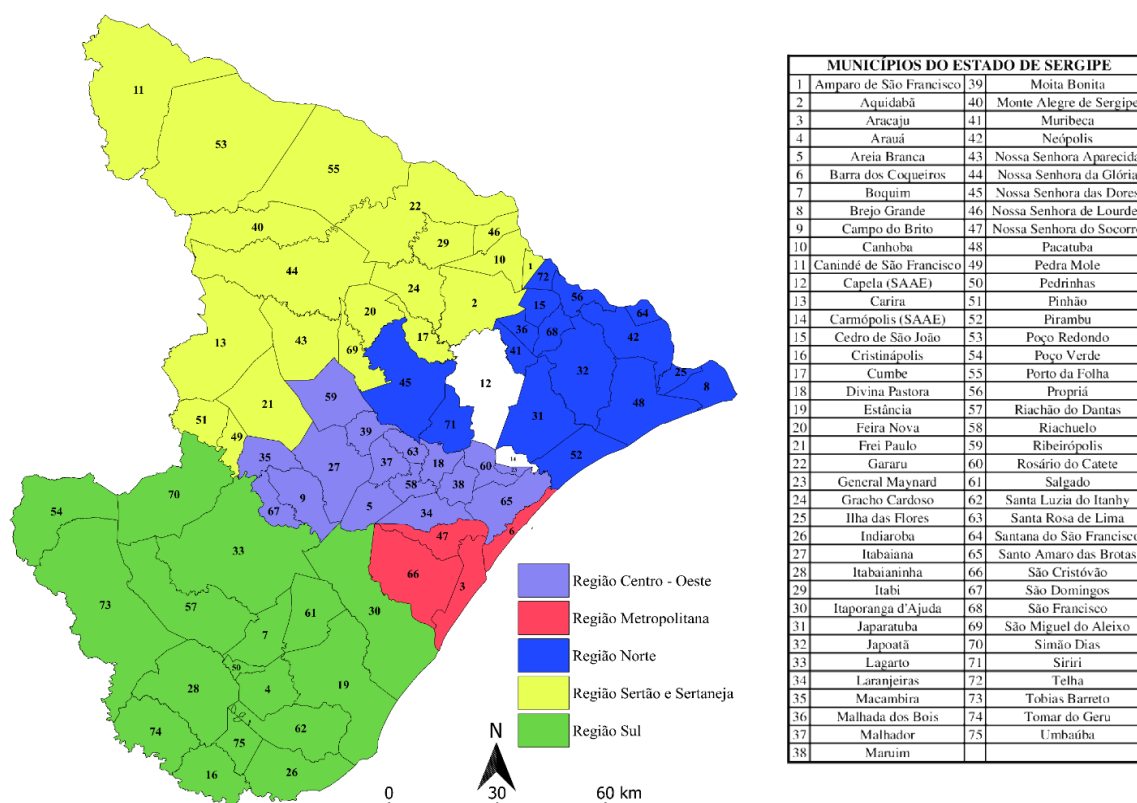 11
53
55
22
40
46
29
10
1
72
44
56
24
2
15
64
20
36
68
42
17
13
43
41
69
25
45
12
32
8
59
21
48
51
31
71
39
49
35
63
52
27
37
18
60
14
70
58
38
9
65
5
34
67
54
6
47
33
66
3
73
57
61
30
7
50
28
4
19
74
62
75
16
26
Região Centro - Oeste
Região Metropolitana
Região Norte
Região Sertão e Sertaneja
Região Sul
N
0 30 60 km
MUNICÍPIOS DO ESTADO DE SERGIPE
1 Amparo de São Francisco 39 Moita Bonita
2 Aquidabã 40 Monte Alegre de Sergipe
3 Aracaju 41 Muribeca
4 Arauá 42 Neópolis
5 Areia Branca 43 Nossa Senhora Aparecida
6 Barra dos Coqueiros 44 Nossa Senhora da Glória
7 Boquim 45 Nossa Senhora das Dores
8 Brejo Grande 46 Nossa Senhora de Lourde
9 Campo do Brito 47 Nossa Senhora do Socorro
10 Canhoba 48 Pacatuba
11 Canindé de São Francisco 49 Pedra Mole
12 Capela (SAAE) 50 Pedrinhas
13 Carira 51 Pinhão
14 Carmópolis (SAAE) 52 Pirambu
15 Cedro de São João 53 Poço Redondo
16 Cristinápolis 54 Poço Verde
17 Cumbe 55 Porto da Folha
18 Divina Pastora 56 Propriá
19 Estância 57 Riachão do Dantas
20 Feira Nova 58 Riachuelo
21 Frei Paulo 59 Ribeirópolis
22 Gararu 60 Rosário do Catete
23 General Maynard 61 Salgado
24 Gracho Cardoso 62 Santa Luzia do Itanhy
25 Ilha das Flores 63 Santa Rosa de Lima
26 Indiaroba 64 Santana do São Francisco
27 Itabaiana 65 Santo Amaro das Brotas
28 Itabaianinha 66 São Cristóvão
29 Itabi 67 São Domingos
30 Itaporanga d'Ajuda 68 São Francisco
31 Japaratuba 69 São Miguel do Aleixo
32 Japoatã 70 Simão Dias
33 Lagarto 71 Siriri
34 Laranjeiras 72 Telha
35 Macambira 73 Tobias Barreto
36 Malhada dos Bois 74 Tomar do Geru
37 Malhador 75 Umbaúba
38 Maruim